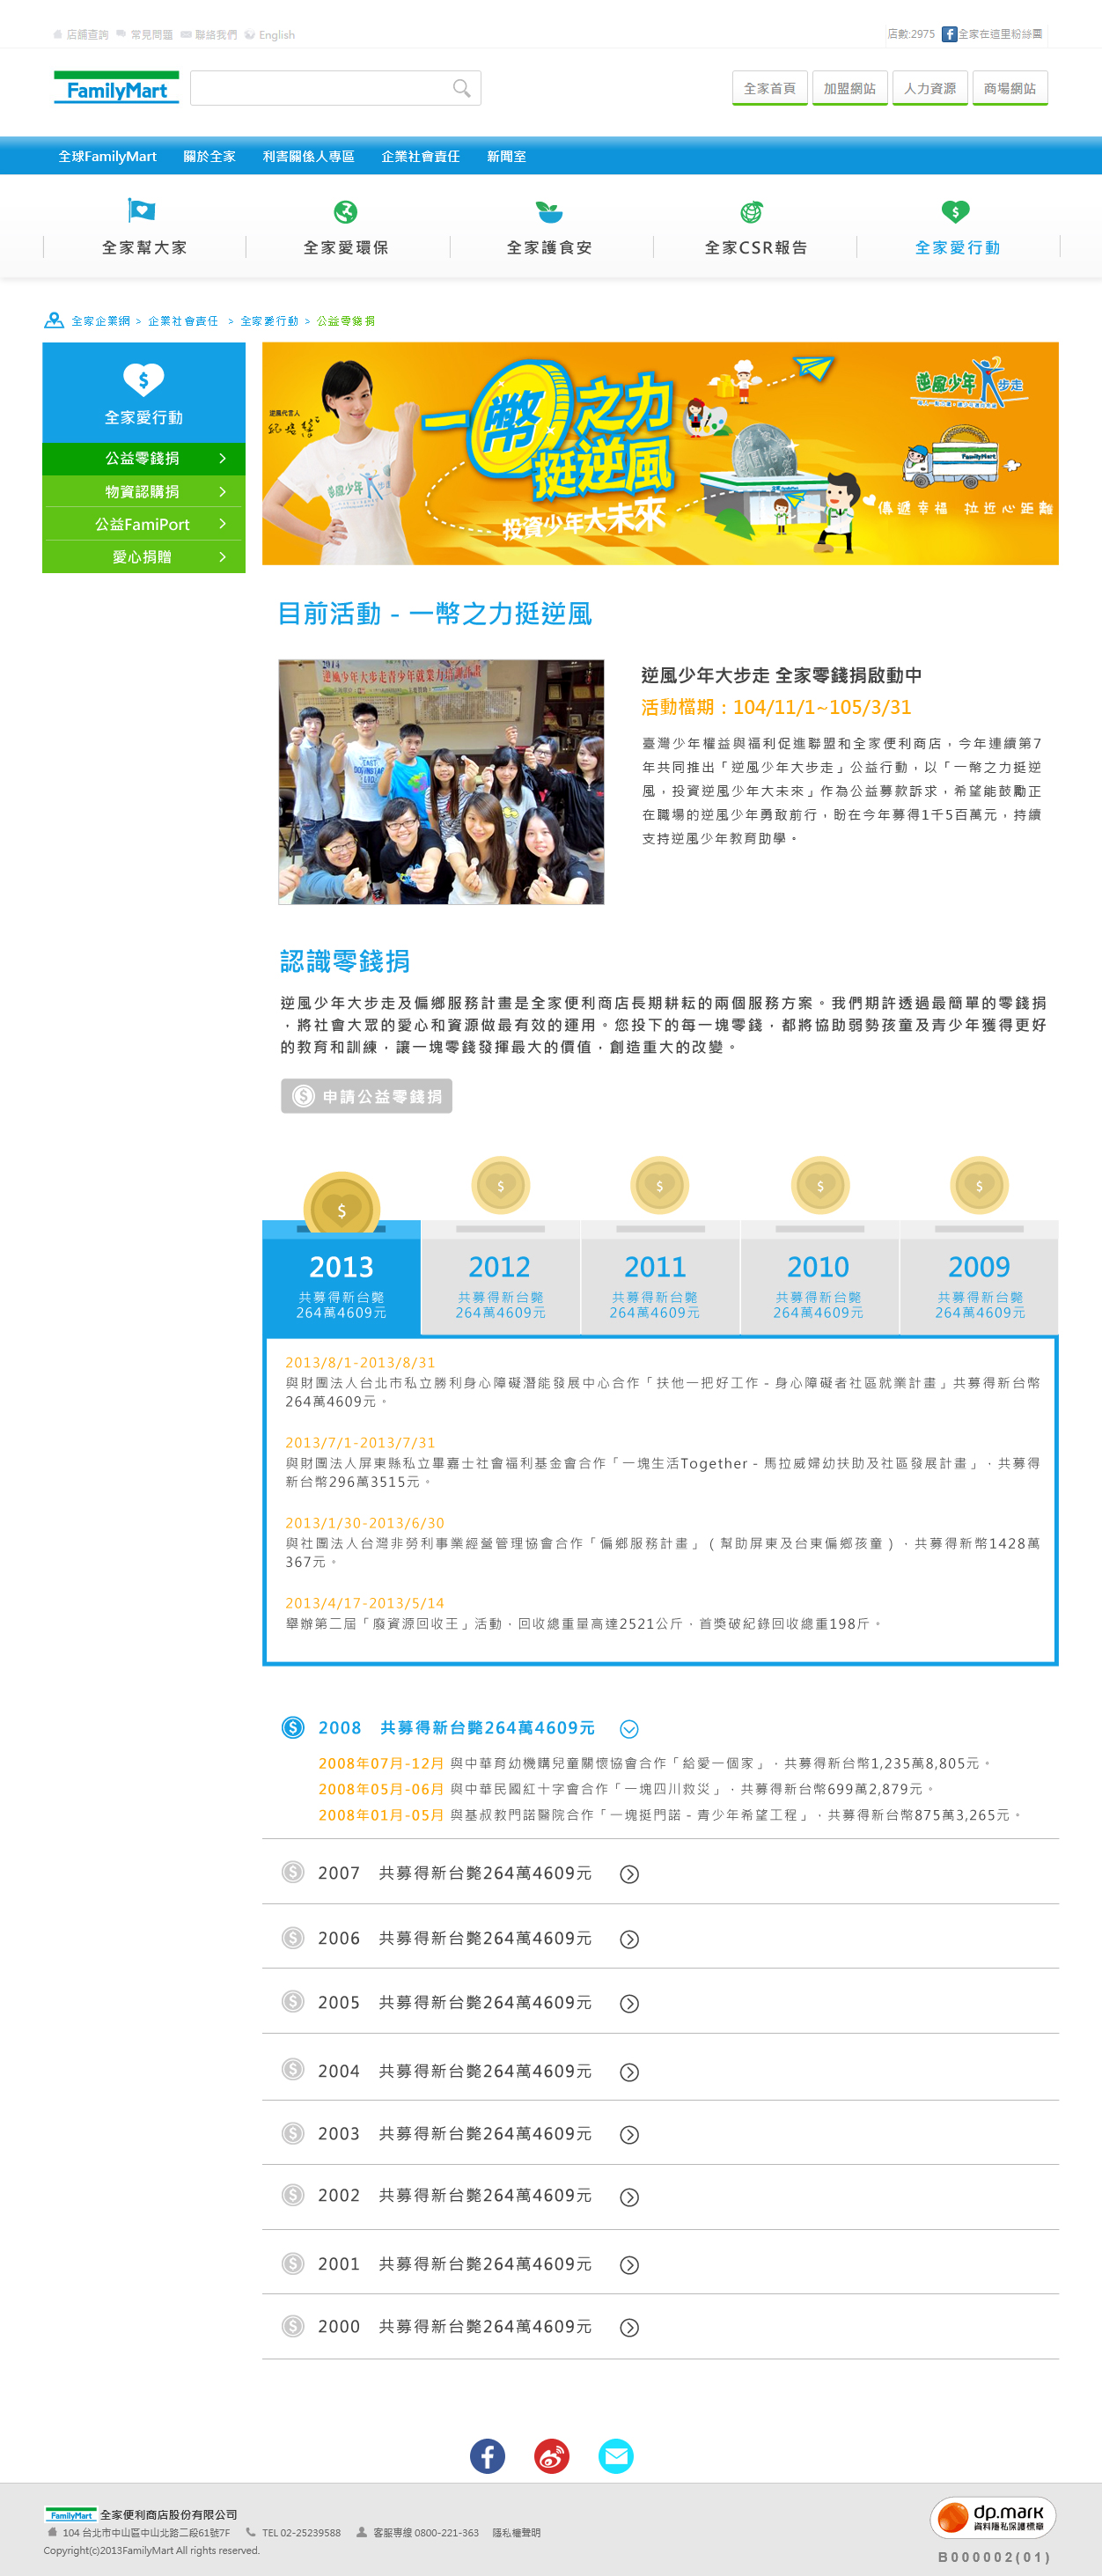 店舖查詢 常見問題 聯絡我們 English
店數:2975 全家在這里粉絲團
FamilyMart
全家首頁 加盟網站 人力資源 商場網站
全球FamilyMart 關於全家 利害關係人專區 企業社會責任 新聞室
全家幫大家 全家愛環保 全家護食安 全家CSR報告 全家愛行動
全家企業網 > 企業社會責任 > 全家愛行動 > 公益零錢捐
全家愛行動
公益零錢捐
物資認購捐
公益FamiPort
愛心捐贈
逆風代言人
逆風少年
一幣之力
挺逆風
投資少年大未來
FamilyMart
逆風少年大步走
FamilyMart
傳遞幸福 拉近心距離
目前活動 - 一幣之力挺逆風
逆風少年大步走青少年就業力培訓計畫
逆風少年大步走 全家零錢捐啟動中
活動檔期：104/11/1~105/3/31
臺灣少年權益與福利促進聯盟和全家便利商店，今年連續第7
年共同推出「逆風少年大步走」公益行動，以「一幣之力挺逆
風，投資逆風少年大未來」作為公益募款訴求，希望能鼓勵正
在職場的逆風少年勇敢前行，盼在今年募得1千5百萬元，持續
支持逆風少年教育助學。
認識零錢捐
逆風少年大步走及偏鄉服務計畫是全家便利商店長期耕耘的兩個服務方案。我們期許透過最簡單的零錢捐
，將社會大眾的愛心和資源做最有效的運用。您投下的每一塊零錢，都將協助弱勢孩童及青少年獲得更好
的教育和訓練，讓一塊零錢發揮最大的價值，創造重大的改變。
申請公益零錢捐
2013 2012 2011 2010 2009
共募得新台斃 共募得新台斃 共募得新台斃 共募得新台斃 共募得新台斃
264萬4609元 264萬4609元 264萬4609元 264萬4609元 264萬4609元
2013/8/1-2013/8/31
與財團法人台北市私立勝利身心障礙潛能發展中心合作「扶他一把好工作－身心障礙者社區就業計畫」共募得新台幣
264萬4609元。
2013/7/1-2013/7/31
與財團法人屏東縣私立畢嘉士社會福利基金會合作「一塊生活Together－馬拉威婦幼扶助及社區發展計畫」，共募得
新台幣296萬3515元。
2013/1/30-2013/6/30
與社團法人台灣非勞利事業經營管理協會合作「偏鄉服務計畫」（幫助屏東及台東偏鄉孩童），共募得新幣1428萬
367元。
2013/4/17-2013/5/14
舉辦第二屆「廢資源回收王」活動，回收總重量高達2521公斤，首獎破紀錄回收總重198斤。
2008 共募得新台斃264萬4609元
2008年07月-12月 與中華育幼機購兒童關懷協會合作「給愛一個家」，共募得新台幣1,235萬8,805元。
2008年05月-06月 與中華民國紅十字會合作「一塊四川救災」，共募得新台幣699萬2,879元。
2008年01月-05月 與基叔教門諾醫院合作「一塊挺門諾－青少年希望工程」，共募得新台幣875萬3,265元。
2007 共募得新台斃264萬4609元
2006 共募得新台斃264萬4609元
2005 共募得新台斃264萬4609元
2004 共募得新台斃264萬4609元
2003 共募得新台斃264萬4609元
2002 共募得新台斃264萬4609元
2001 共募得新台斃264萬4609元
2000 共募得新台斃264萬4609元
FamilyMart 全家便利商店股份有限公司
104 台北市中山區中山北路二段61號7F TEL 02-25239588 客服專線 0800-221-363 隱私權聲明
Copyright(c)2013FamilyMart All rights reserved.
dp.mark
資料隱私保護標章
B000002(01)